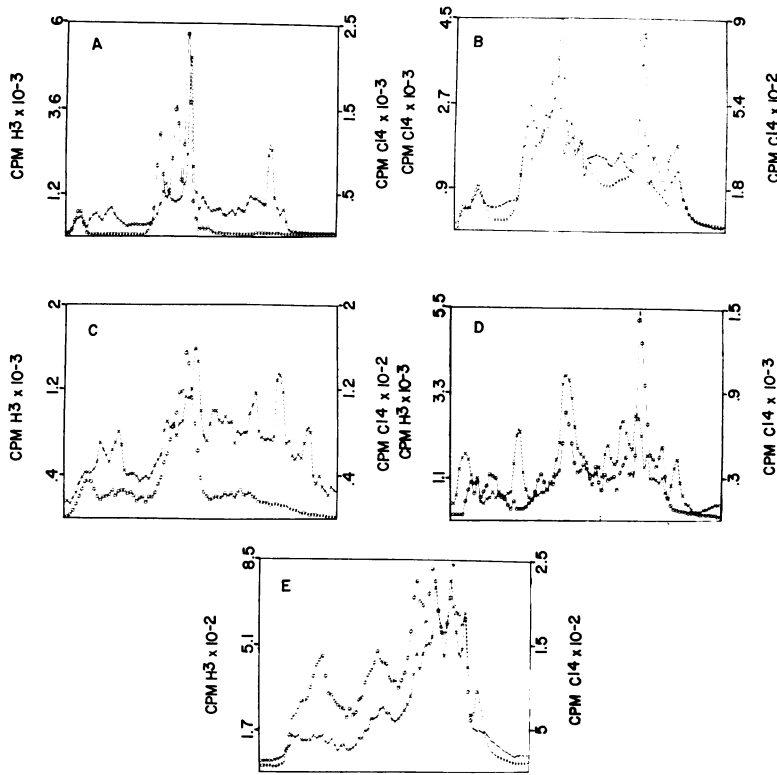 A
6
3.6
1.2
CPM H3 x 10-3
2.5
1.5
.5
CPM C14 x 10-3
B
4.5
2.7
.9
CPM C14 x 10-3
9
5.4
1.8
CPM C14 x 10-2
C
2
1.2
.4
CPM H3 x 10-3
2
1.2
.4
CPM C14 x 10-2
D
5.5
3.3
1.1
CPM H3 x 10-3
1.5
.9
.3
CPM C14 x 10-3
E
8.5
5.1
1.7
CPM H3 x 10-2
2.5
1.5
5
CPM C14 x 10-2